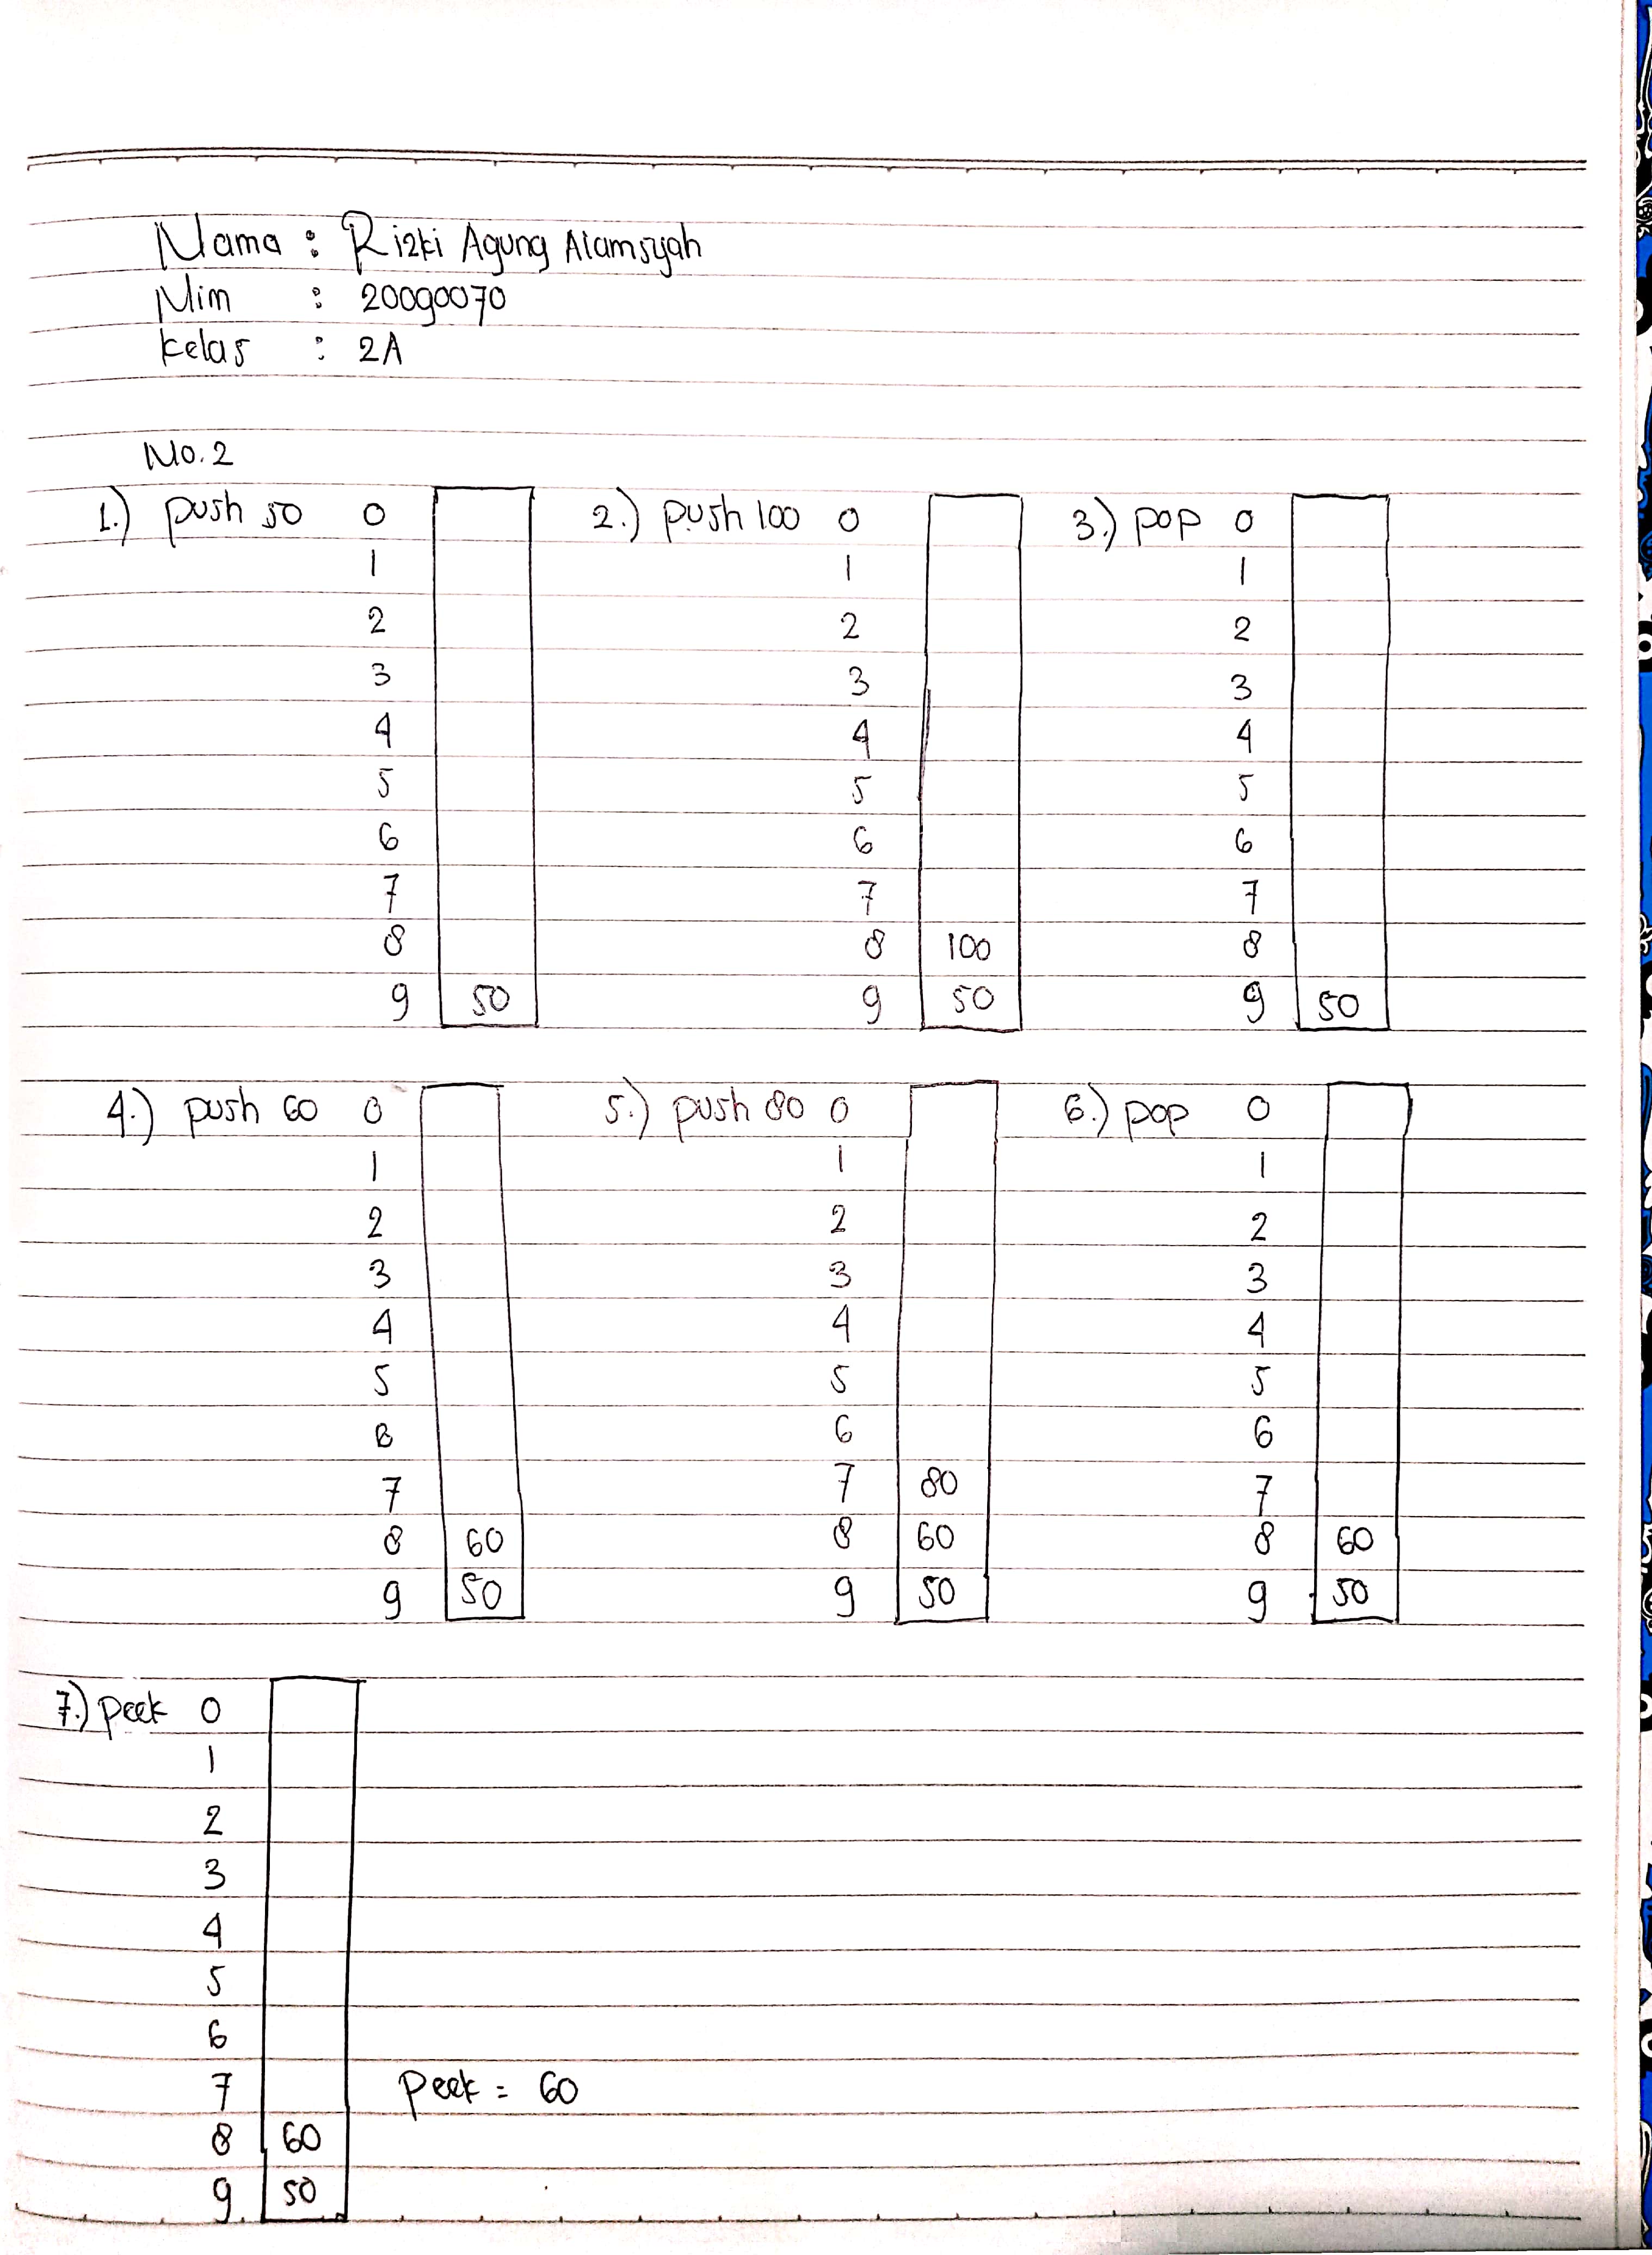 Nama : Rizki Agung Alamsyah
Nim : 20090070
Kelas : 2A
No. 2
1.) push 50 0 2.) push 100 0 3.) pop 0
1 1 1
2 2 2
3 3 3
4 4 4
5 5 5
6 6 6
7 7 7
8 8 100 8
9 50 9 50 9 50
4.) push 60 0 5.) push 80 0 6.) pop 0
1 1 1
2 2 2
3 3 3
4 4 4
5 5 5
6 6 6
7 7 80 7
8 60 8 60 8 60
9 50 9 50 9 50
7.) peek 0
1
2
3
4
5
6
7 peek = 60
8 60
9 50